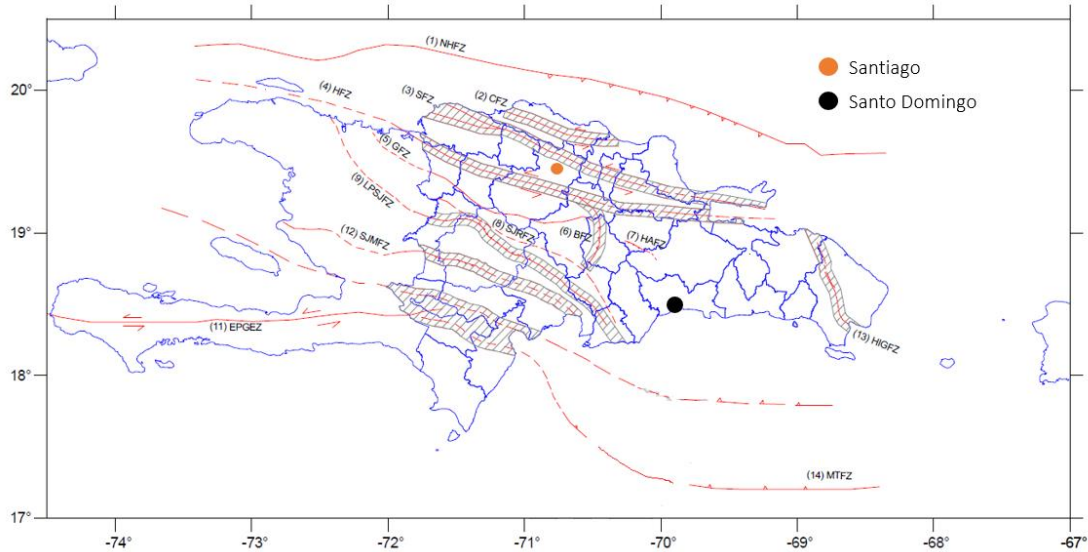 (1) NHFZ
Santiago
20°
(4) HFZ
(3) SFZ
(2) CFZ
Santo Domingo
(5) GFZ
(9) LPSJFZ
19°
(12) SJMFZ
(8) SJRFZ
(6) BFZ
(7) HAFZ
(11) EPGEZ
(13) HIGFZ
18°
(14) MTFZ
17°
-74°
-73°
-72°
-71°
-70°
-69°
-68°
-67°